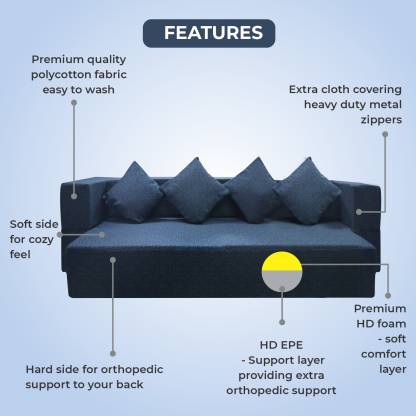 FEATURES
Premium quality
polycotton fabric
easy to wash
Extra cloth covering
heavy duty metal
zippers
Soft side
for cozy
feel
Premium
HD foam
- soft
comfort
layer
HD EPE
- Support layer
providing extra
orthopedic support
Hard side for orthopedic
support to your back